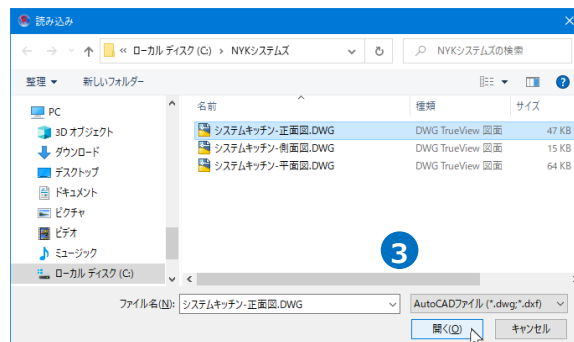 読み込み
« ローカル ディスク (C:) › NYKシステムズ
NYKシステムズの検索
整理 ▼ 新しいフォルダー
PC
3D オブジェクト
ダウンロード
デスクトップ
ドキュメント
ピクチャ
ビデオ
ミュージック
ローカル ディスク (C:)
名前 種類 サイズ
システムキッチン-正面図.DWG DWG TrueView 図面 47 KB
システムキッチン-側面図.DWG DWG TrueView 図面 15 KB
システムキッチン-平面図.DWG DWG TrueView 図面 64 KB
3
ファイル名(N): システムキッチン-正面図.DWG AutoCADファイル (*.dwg;*.dxf)
開く(O) キャンセル